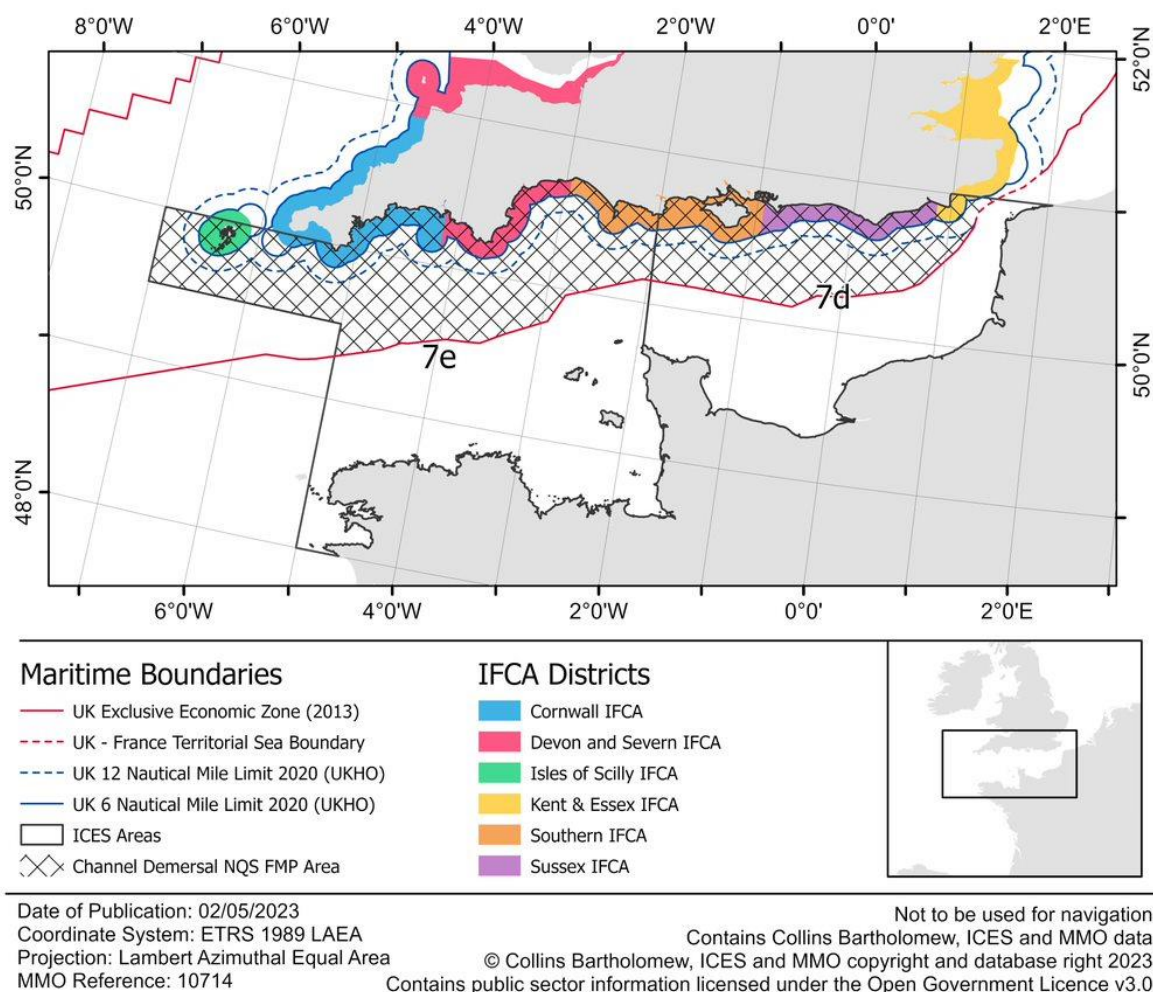 8°0'W 6°0'W 4°0'W 2°0'W 0°0' 2°0'E
52°0'N
50°0'N
50°0'N
48°0'N
7d
7e
6°0'W 4°0'W 2°0'W 0°0' 2°0'E
Maritime Boundaries
UK Exclusive Economic Zone (2013)
UK - France Territorial Sea Boundary
UK 12 Nautical Mile Limit 2020 (UKHO)
UK 6 Nautical Mile Limit 2020 (UKHO)
ICES Areas
Channel Demersal NQS FMP Area
IFCA Districts
Cornwall IFCA
Devon and Severn IFCA
Isles of Scilly IFCA
Kent & Essex IFCA
Southern IFCA
Sussex IFCA
Date of Publication: 02/05/2023
Coordinate System: ETRS 1989 LAEA
Projection: Lambert Azimuthal Equal Area
MMO Reference: 10714
Not to be used for navigation
Contains Collins Bartholomew, ICES and MMO data
© Collins Bartholomew, ICES and MMO copyright and database right 2023
Contains public sector information licensed under the Open Government Licence v3.0